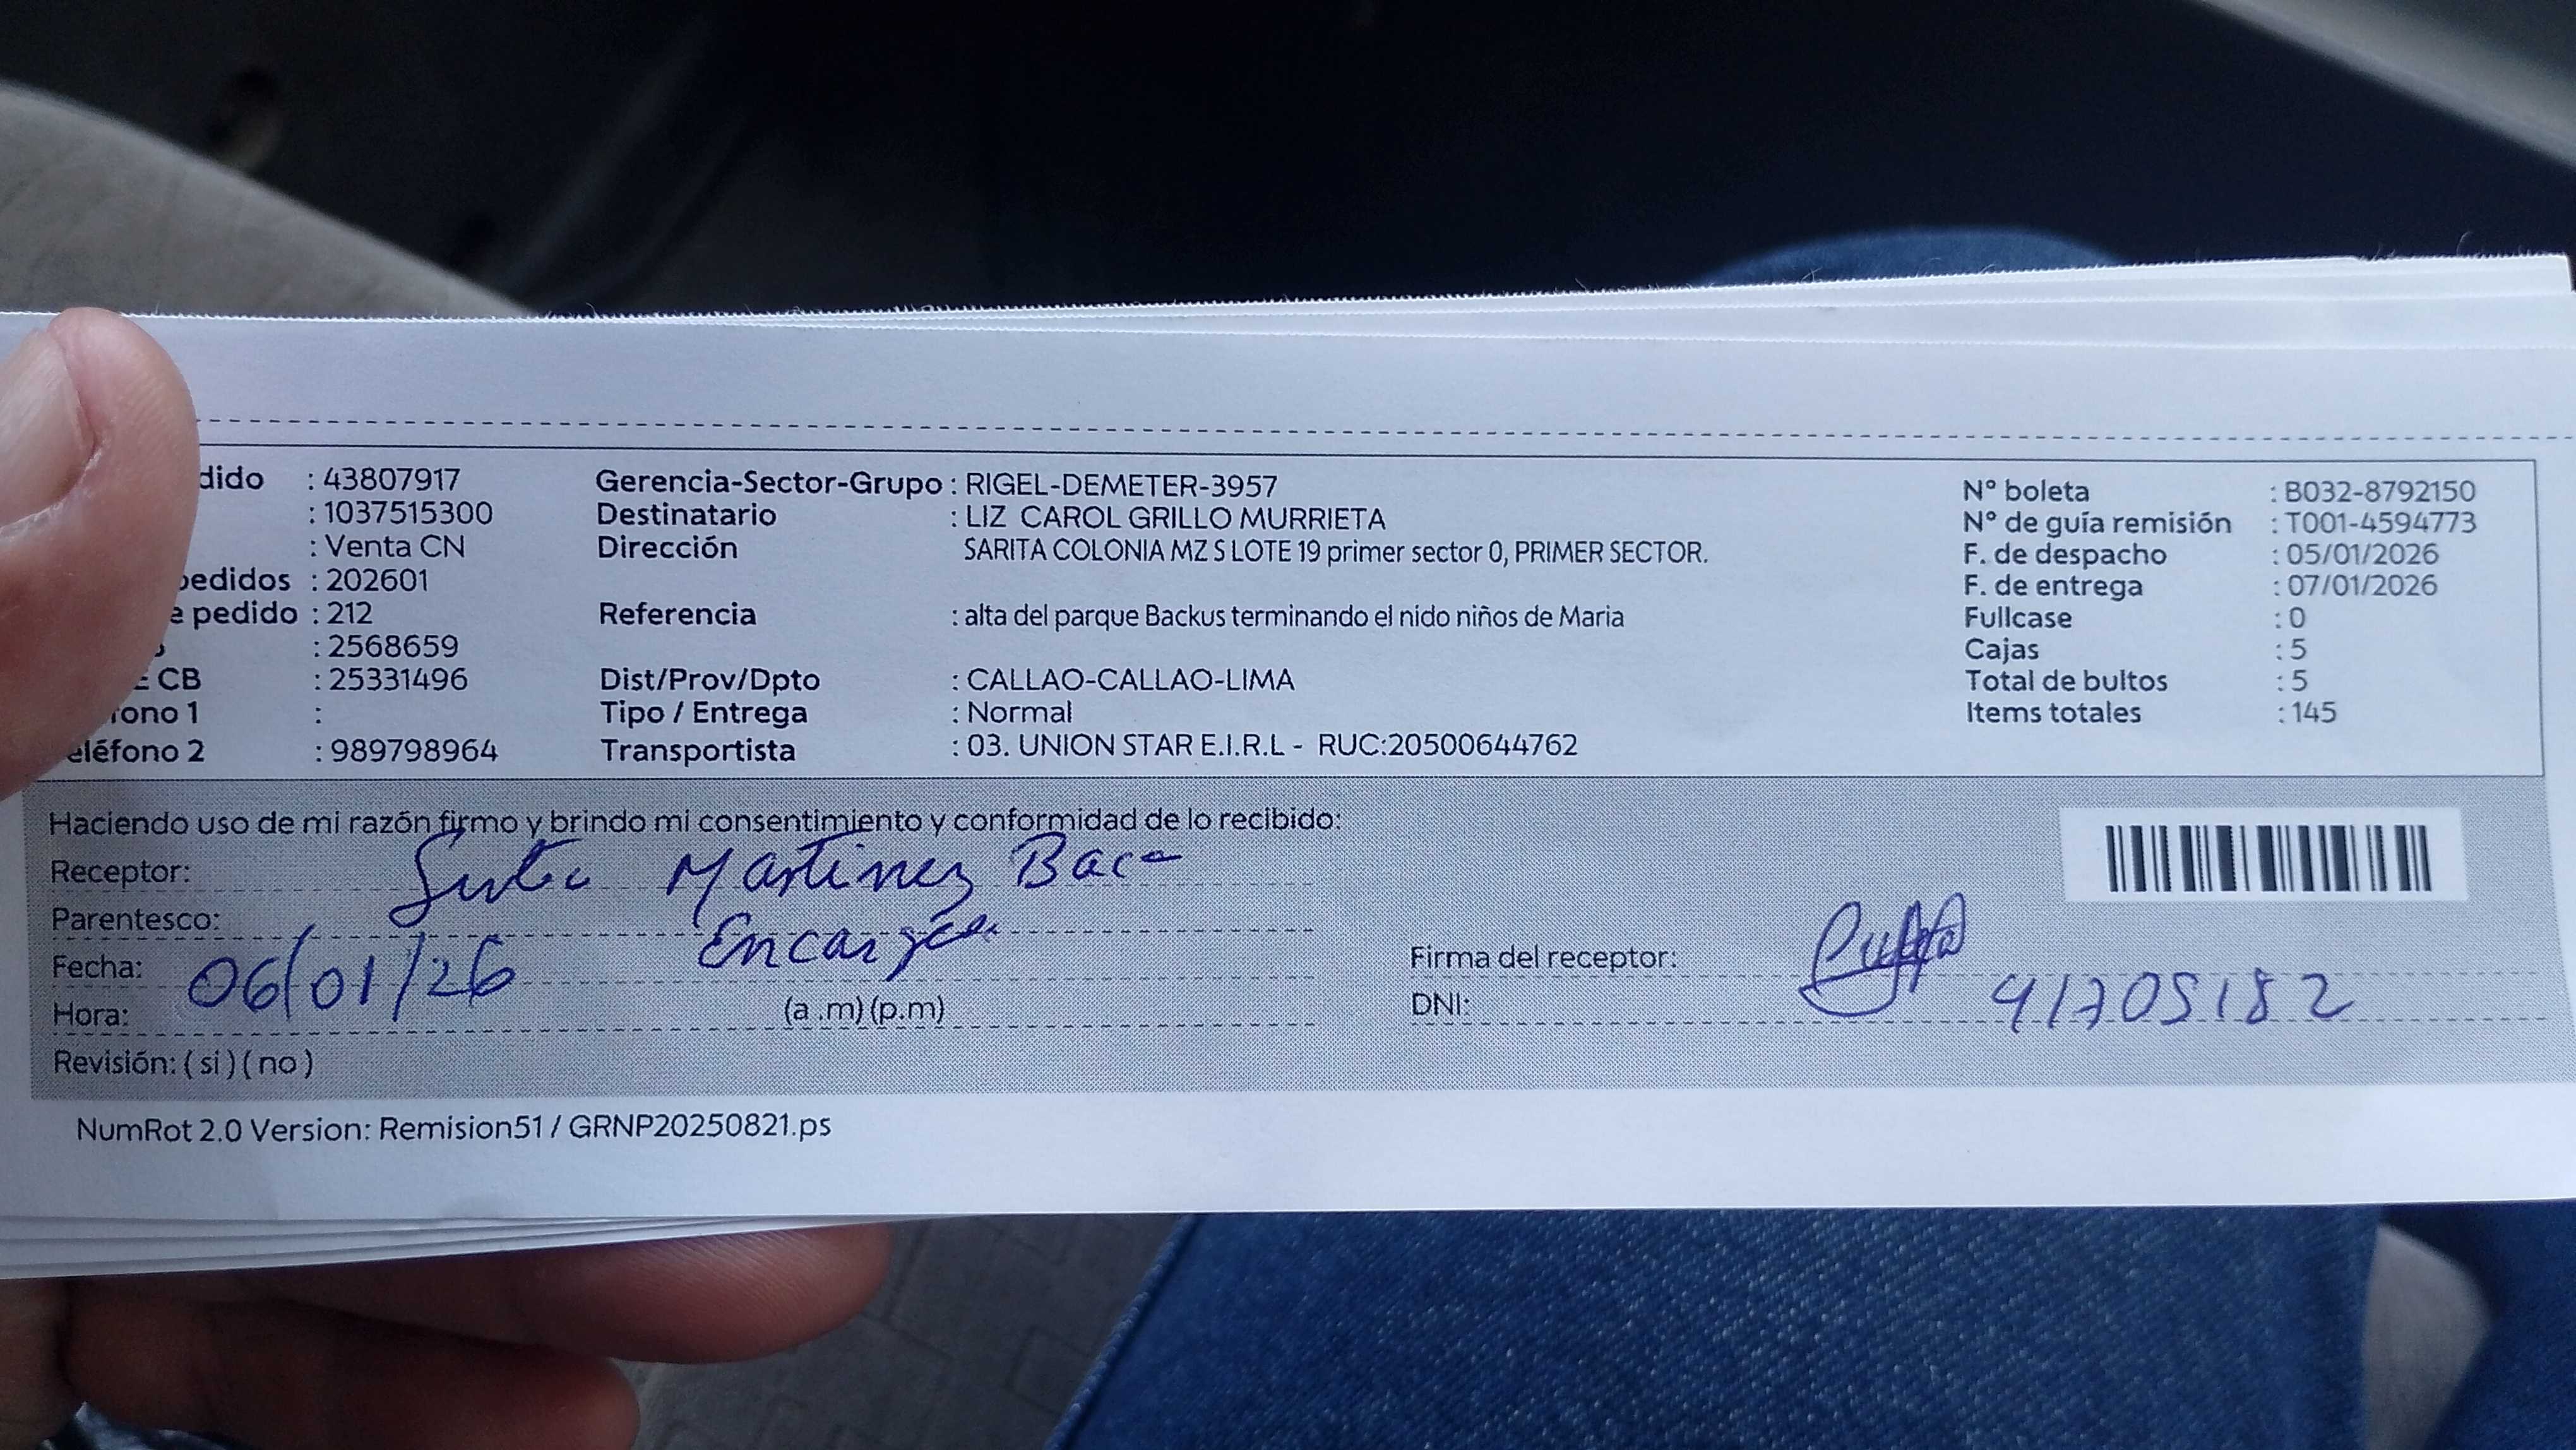 dido : 43807917 Gerencia-Sector-Grupo : RIGEL-DEMETER-3957 N° boleta : B032-8792150
: 1037515300 Destinatario : LIZ CAROL GRILLO MURRIETA N° de guía remisión : T001-4594773
: Venta CN Dirección SARITA COLONIA MZ S LOTE 19 primer sector 0, PRIMER SECTOR. F. de despacho : 05/01/2026
pedidos : 202601 F. de entrega : 07/01/2026
e pedido : 212 Referencia : alta del parque Backus terminando el nido niños de Maria Fullcase : 0
: 2568659 Cajas : 5
E CB : 25331496 Dist/Prov/Dpto : CALLAO-CALLAO-LIMA Total de bultos : 5
fono 1 : Tipo / Entrega : Normal Items totales : 145
eléfono 2 : 989798964 Transportista : 03. UNION STAR E.I.R.L - RUC:20500644762
Haciendo uso de mi razón firmo y brindo mi consentimiento y conformidad de lo recibido:
Receptor: Martinez Baca
Parentesco:
Fecha: 06/01/26 Firma del receptor:
Hora: (a .m) (p.m) DNI: 41705182
Revisión: ( si ) ( no )
NumRot 2.0 Version: Remision51 / GRNP20250821.ps